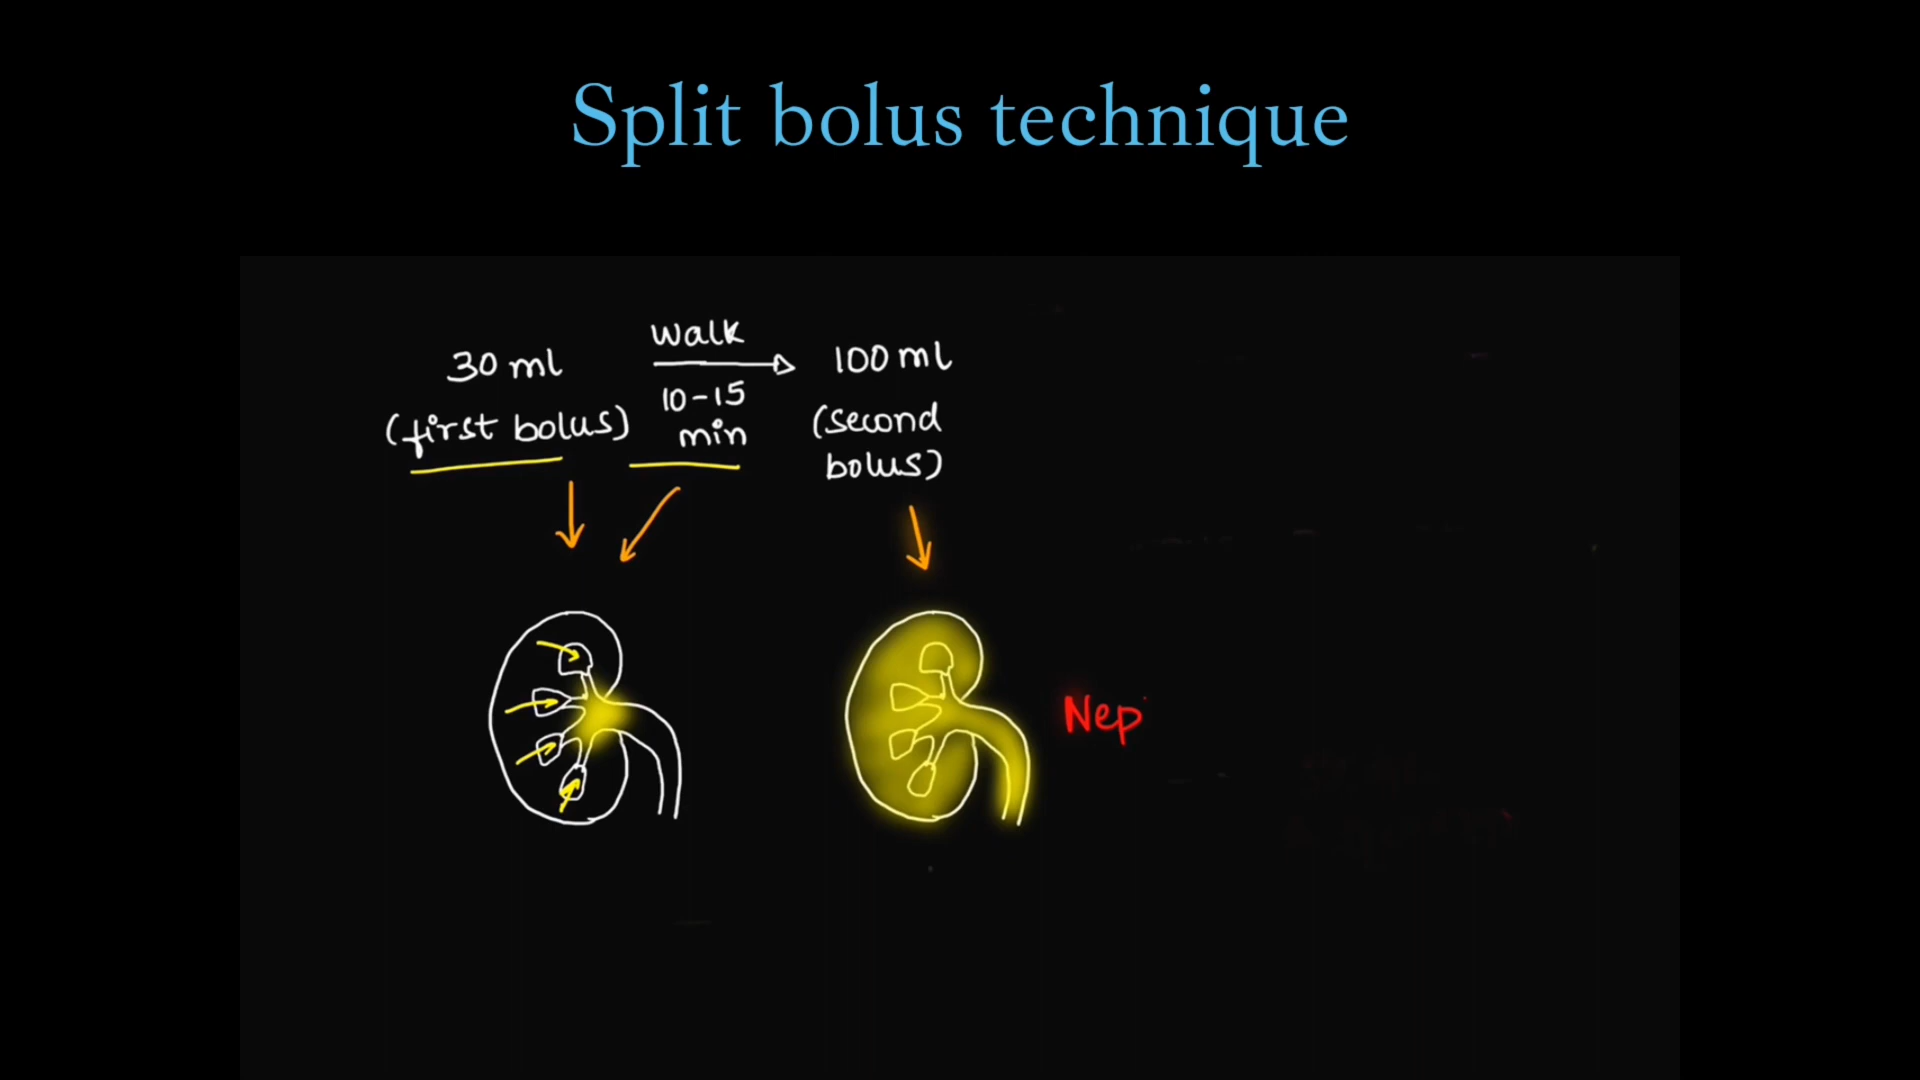 Split bolus technique
30 ml
(first bolus)
Walk
10-15
min
100 ml
(second
bolus)
Nep